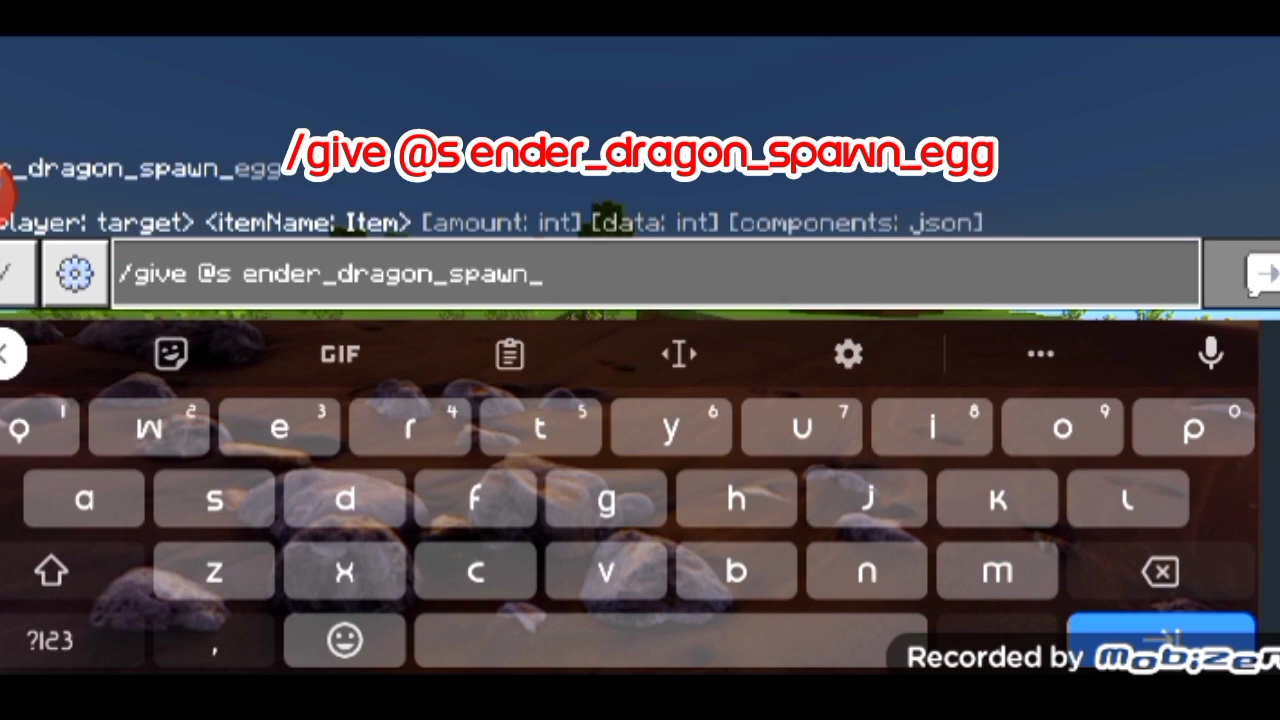 /give @s ender_dragon_spawn_egg
r_dragon_spawn_egg
player: target> <itemName: Item> [amount: int] [data: int] [components: json]
/
/give @s ender_dragon_spawn_
GIF
1 2 3 4 5 6 7 8 9 0
q w e r t y u i o p
a s d f g h j k l
z x c v b n m
?123 ,
Recorded by Mobizen